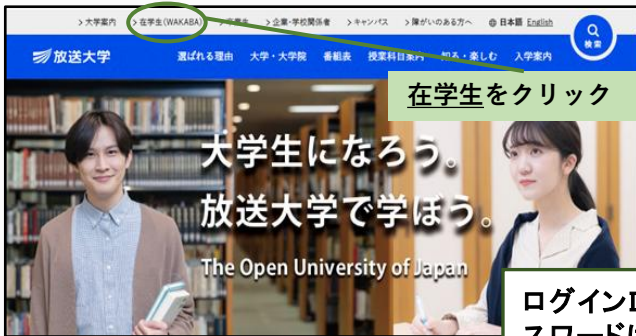 > 大学案内 > 在学生(WAKABA) > 企業・学校関係者 > キャンパス > 障がいのある方へ 日本語 English
検索
放送大学 選ばれる理由 大学・大学院 番組表 授業科目案内 知る・楽しむ 入学案内
在学生をクリック
大学生になろう。
放送大学で学ぼう。
The Open University of Japan
ログイン